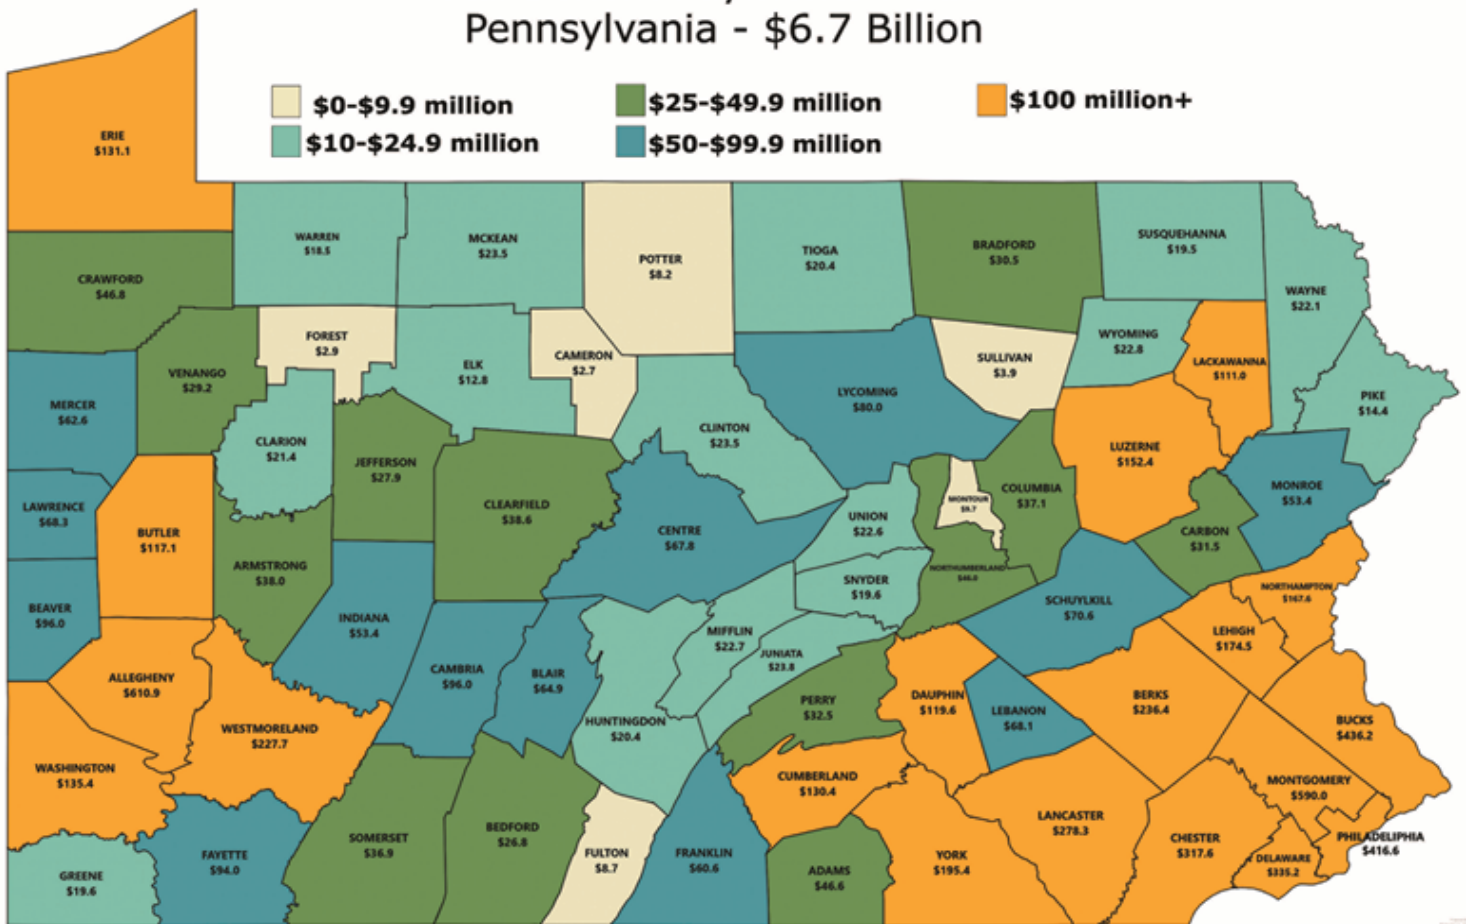 Pennsylvania - $6.7 Billion
$0-$9.9 million
$25-$49.9 million
$100 million+
$10-$24.9 million
$50-$99.9 million
ERIE
$131.1
WARREN
$18.5
MCKEAN
$23.5
POTTER
$8.2
TIOGA
$20.4
BRADFORD
$30.5
SUSQUEHANNA
$19.5
WAYNE
$22.1
CRAWFORD
$46.8
FOREST
$2.9
ELK
$12.8
CAMERON
$2.7
SULLIVAN
$3.9
WYOMING
$22.8
LACKAWANNA
$111.0
PIKE
$14.4
MERCER
$62.6
VENANGO
$29.2
CLARION
$21.4
JEFFERSON
$27.9
CLINTON
$23.5
LYCOMING
$80.0
LUZERNE
$152.4
MONROE
$53.4
LAWRENCE
$68.3
BUTLER
$117.1
ARMSTRONG
$38.0
CLEARFIELD
$38.6
CENTRE
$67.8
UNION
$22.6
MONTOUR
$9.7
COLUMBIA
$37.1
CARBON
$31.5
BEAVER
$96.0
INDIANA
$53.4
SNYDER
$19.6
NORTHUMBERLAND
SCHUYLKILL
$70.6
NORTHAMPTON
$167.6
ALLEGHENY
$610.9
CAMBRIA
$96.0
BLAIR
$64.9
MIFFLIN
$22.7
JUNIATA
$23.8
LEHIGH
$174.5
WESTMORELAND
$227.7
HUNTINGDON
$20.4
PERRY
$32.5
DAUPHIN
$119.6
LEBANON
$68.1
BERKS
$236.4
BUCKS
$436.2
WASHINGTON
$135.4
CUMBERLAND
$130.4
LANCASTER
$278.3
MONTGOMERY
$590.0
GREENE
$19.6
FAYETTE
$94.0
SOMERSET
$36.9
BEDFORD
$26.8
FULTON
$8.7
FRANKLIN
$60.6
ADAMS
$46.6
YORK
$195.4
CHESTER
$317.6
DELAWARE
$335.2
PHILADELIPHIA
$416.6